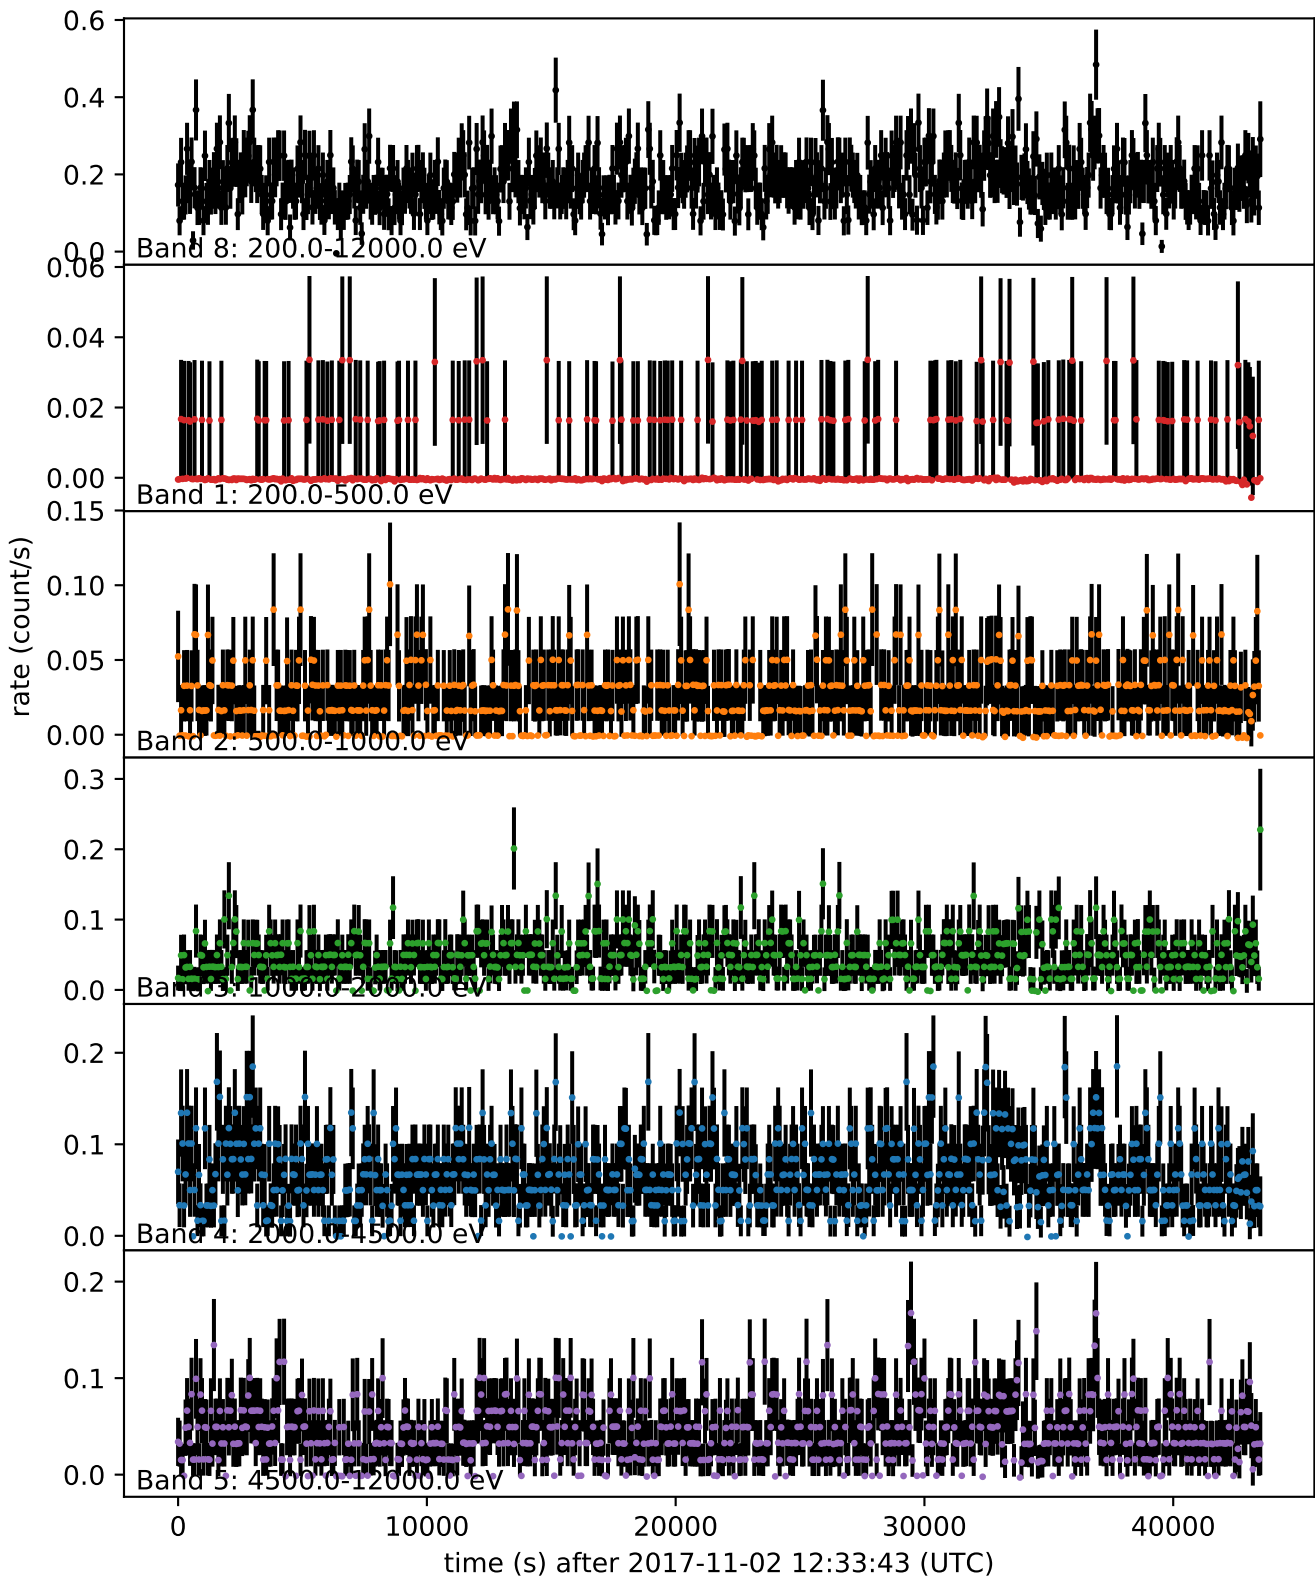 0.6
0.4
0.2
0.0
Band 8: 200.0-12000.0 eV
0.06
0.04
0.02
0.00
Band 1: 200.0-500.0 eV
0.15
0.10
0.05
0.00
Band 2: 500.0-1000.0 eV
rate (count/s)
0.3
0.2
0.1
0.0
Band 3: 1000.0-2000.0 eV
0.2
0.1
0.0
Band 4: 2000.0-4500.0 eV
0.2
0.1
0.0
Band 5: 4500.0-12000.0 eV
0 10000 20000 30000 40000
time (s) after 2017-11-02 12:33:43 (UTC)